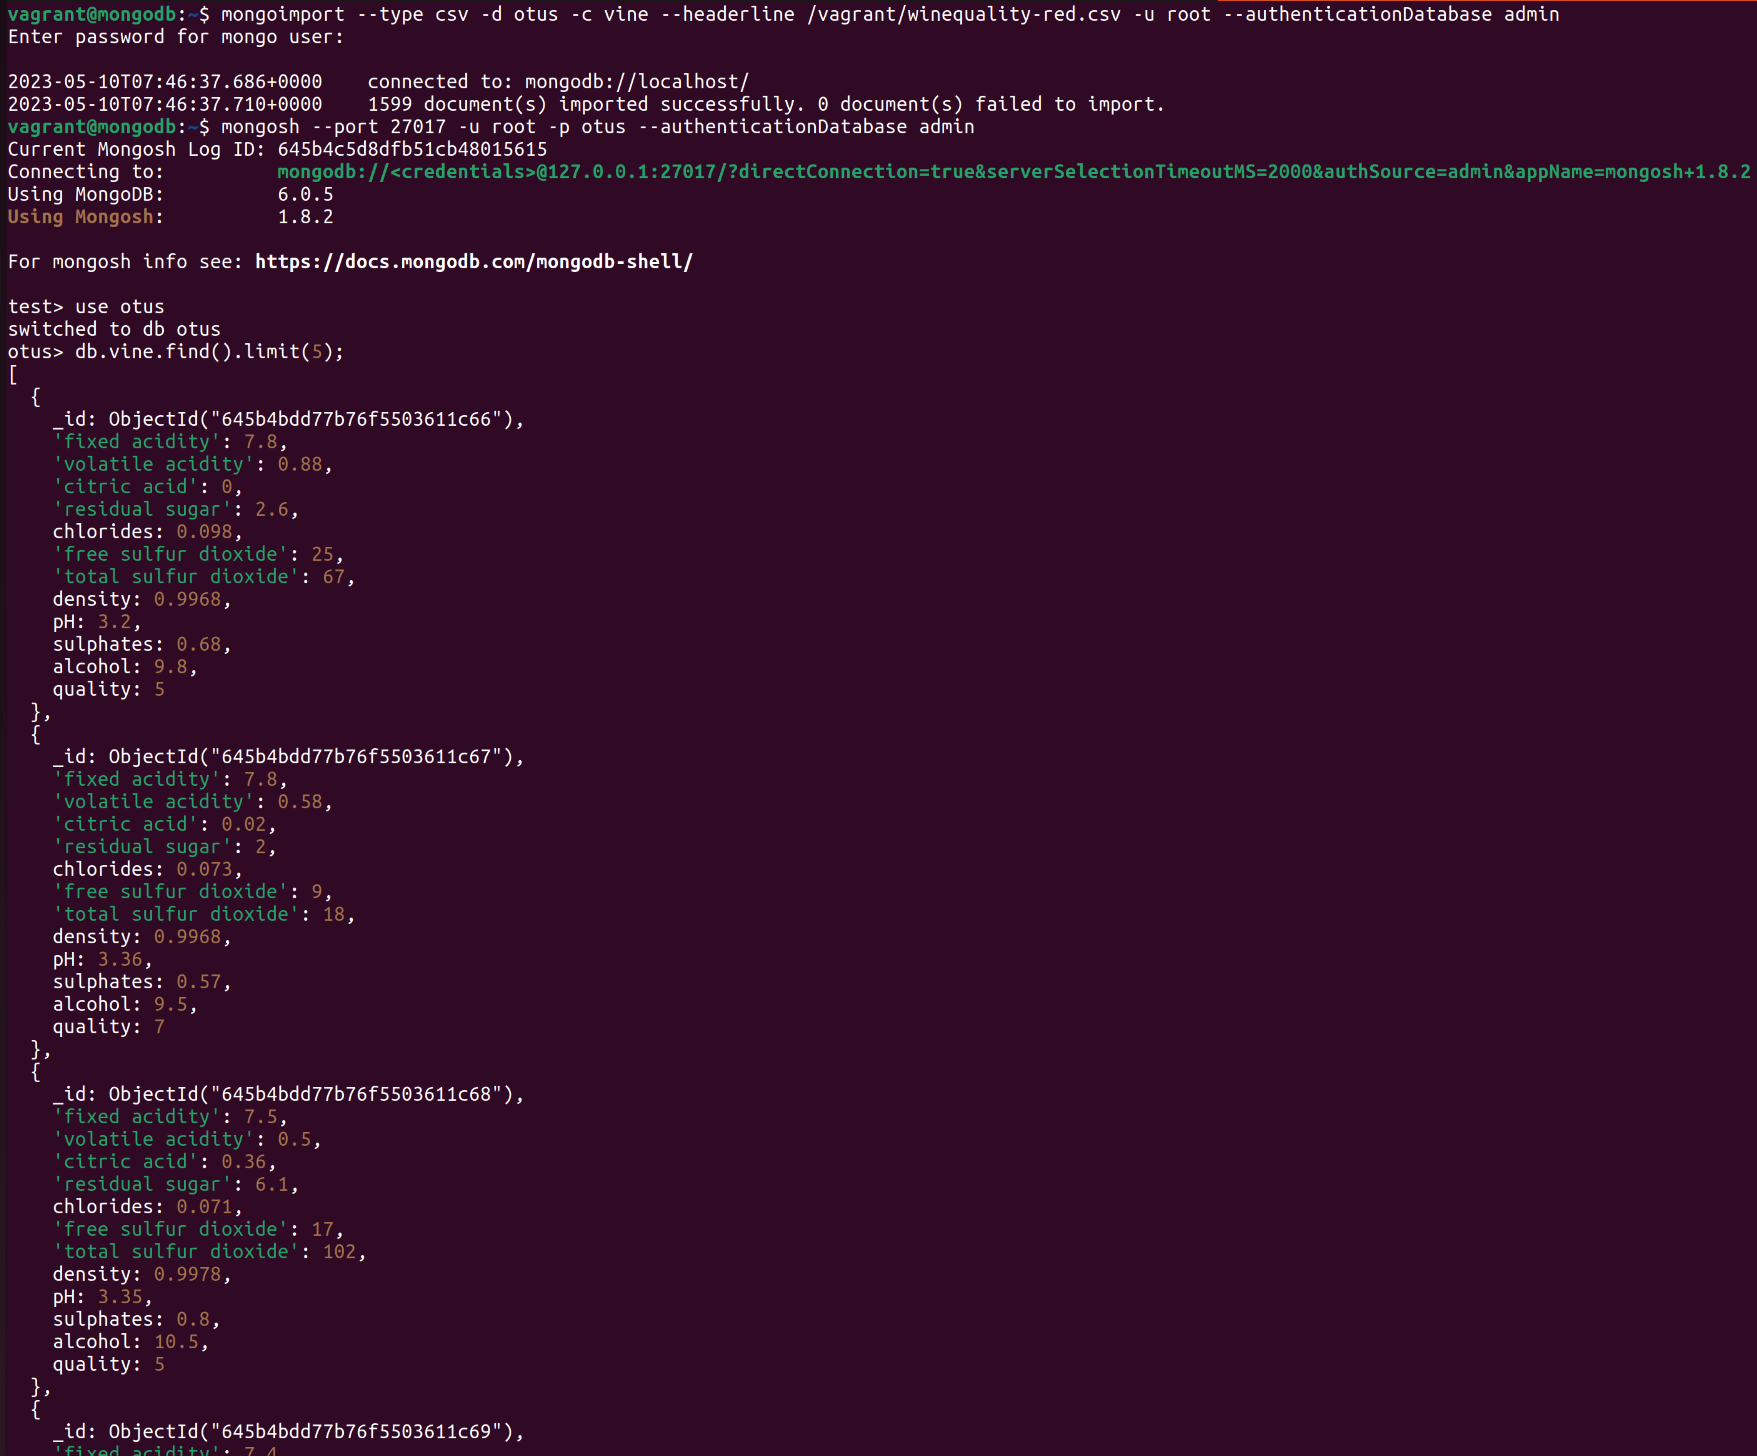 vagrant@mongodb:~$ mongoimport --type csv -d otus -c vine --headerline /vagrant/winequality-red.csv -u root --authenticationDatabase admin
Enter password for mongo user:
2023-05-10T07:46:37.686+0000    connected to: mongodb://localhost/
2023-05-10T07:46:37.710+0000    1599 document(s) imported successfully. 0 document(s) failed to import.
vagrant@mongodb:~$ mongosh --port 27017 -u root -p otus --authenticationDatabase admin
Current Mongosh Log ID: 645b4c5d8dfb51cb48015615
Connecting to:          mongodb://<credentials>@127.0.0.1:27017/?directConnection=true&serverSelectionTimeoutMS=2000&authSource=admin&appName=mongosh+1.8.2
Using MongoDB:          6.0.5
Using Mongosh:          1.8.2
For mongosh info see: https://docs.mongodb.com/mongodb-shell/
test> use otus
switched to db otus
otus> db.vine.find().limit(5);
[
  {
    _id: ObjectId("645b4bdd77b76f5503611c66"),
    'fixed acidity': 7.8,
    'volatile acidity': 0.88,
    'citric acid': 0,
    'residual sugar': 2.6,
    chlorides: 0.098,
    'free sulfur dioxide': 25,
    'total sulfur dioxide': 67,
    density: 0.9968,
    pH: 3.2,
    sulphates: 0.68,
    alcohol: 9.8,
    quality: 5
  },
  {
    _id: ObjectId("645b4bdd77b76f5503611c67"),
    'fixed acidity': 7.8,
    'volatile acidity': 0.58,
    'citric acid': 0.02,
    'residual sugar': 2,
    chlorides: 0.073,
    'free sulfur dioxide': 9,
    'total sulfur dioxide': 18,
    density: 0.9968,
    pH: 3.36,
    sulphates: 0.57,
    alcohol: 9.5,
    quality: 7
  },
  {
    _id: ObjectId("645b4bdd77b76f5503611c68"),
    'fixed acidity': 7.5,
    'volatile acidity': 0.5,
    'citric acid': 0.36,
    'residual sugar': 6.1,
    chlorides: 0.071,
    'free sulfur dioxide': 17,
    'total sulfur dioxide': 102,
    density: 0.9978,
    pH: 3.35,
    sulphates: 0.8,
    alcohol: 10.5,
    quality: 5
  },
  {
    _id: ObjectId("645b4bdd77b76f5503611c69"),
    'fixed acidity': 7.4